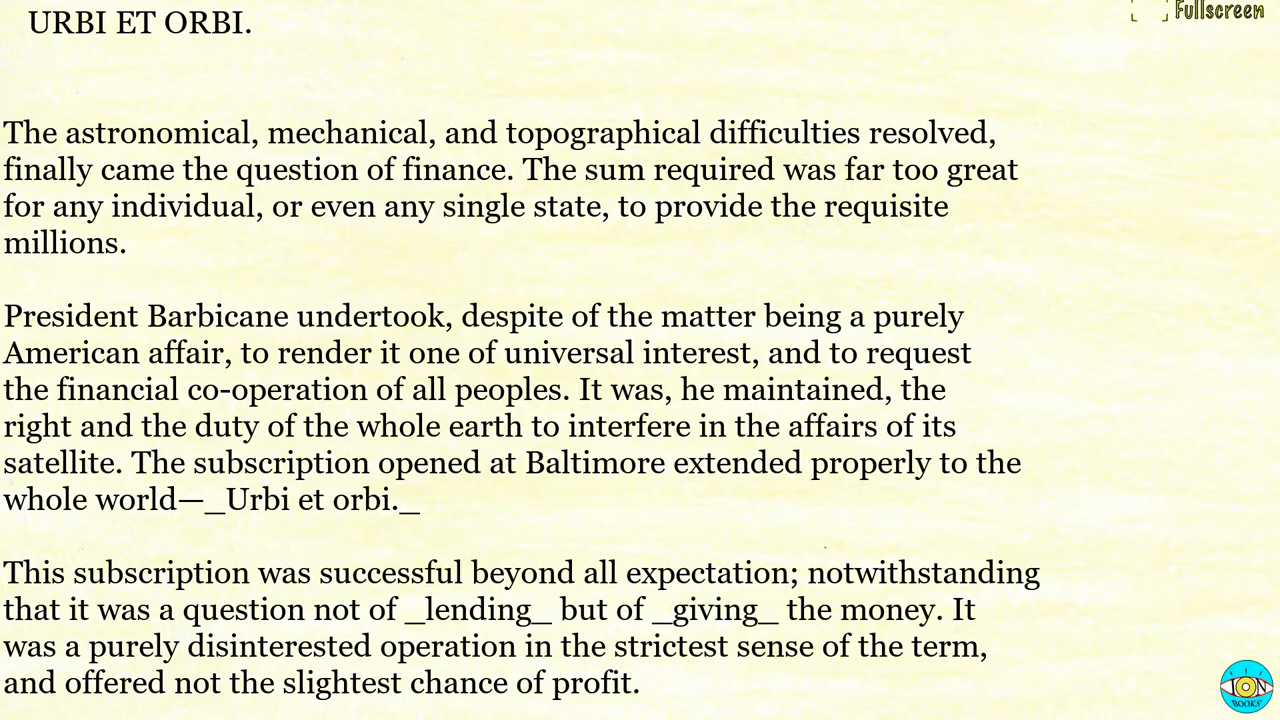 URBI ET ORBI.
Fullscreen
The astronomical, mechanical, and topographical difficulties resolved,
finally came the question of finance. The sum required was far too great
for any individual, or even any single state, to provide the requisite
millions.
President Barbicane undertook, despite of the matter being a purely
American affair, to render it one of universal interest, and to request
the financial co-operation of all peoples. It was, he maintained, the
right and the duty of the whole earth to interfere in the affairs of its
satellite. The subscription opened at Baltimore extended properly to the
whole world—_Urbi et orbi._
This subscription was successful beyond all expectation; notwithstanding
that it was a question not of _lending_ but of _giving_ the money. It
was a purely disinterested operation in the strictest sense of the term,
and offered not the slightest chance of profit.
ION
BOOKS